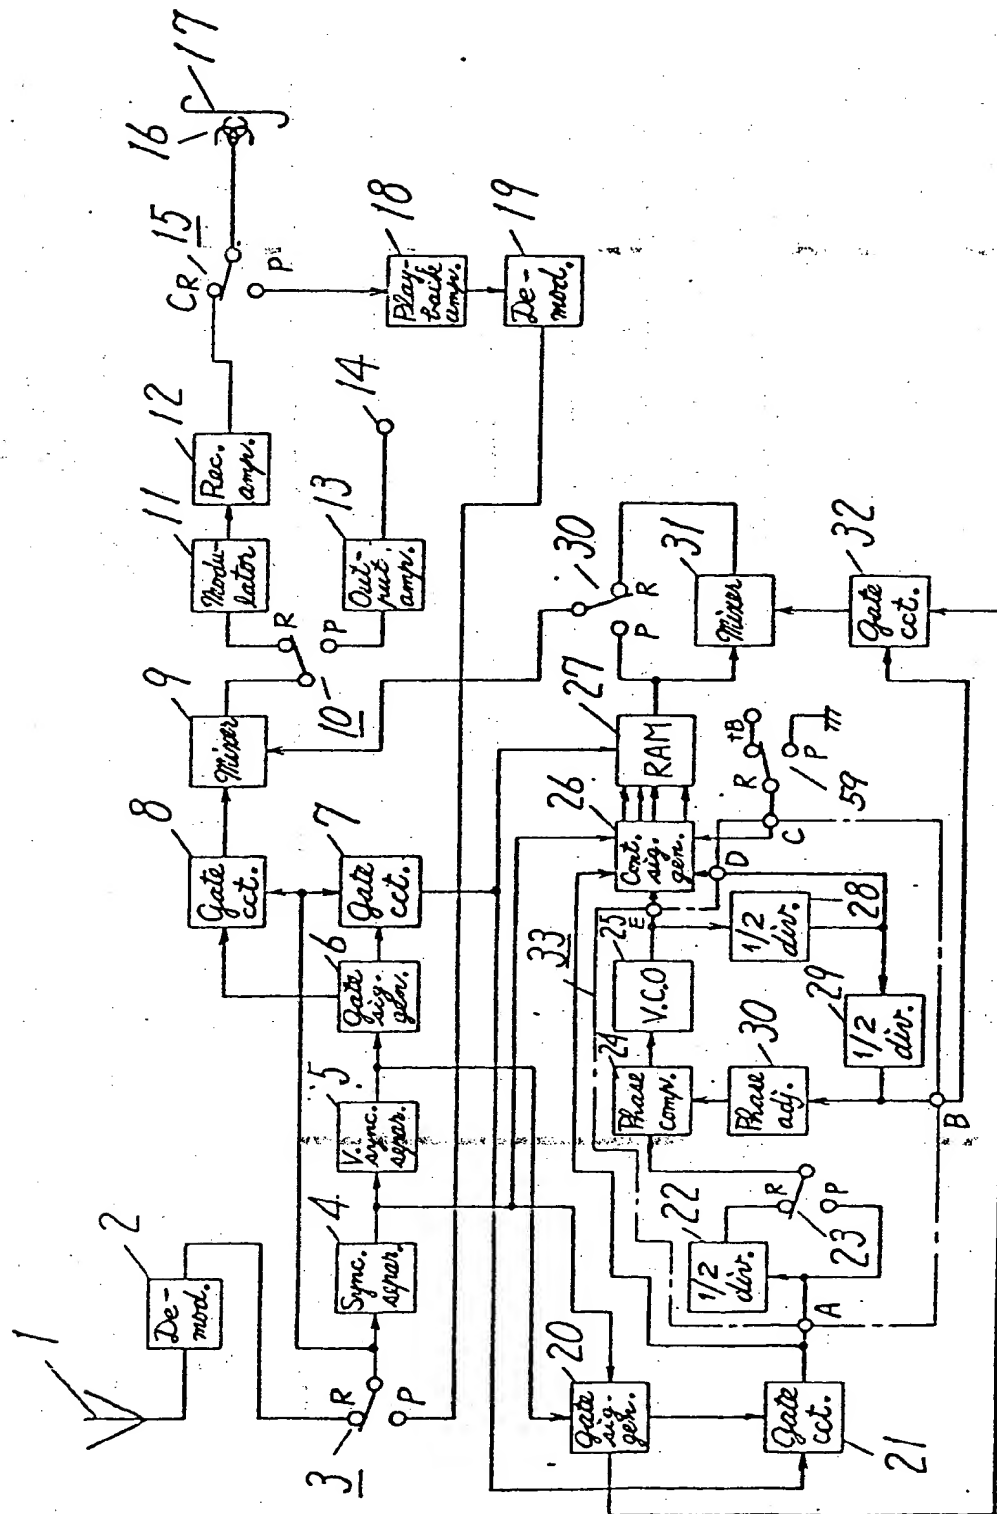 1
2
De-
mod.
3
R
P
4
Sync.
separ.
5
V.
sync.
separ.
6
Gate
sig.
gen.
7
Gate
cct.
8
Gate
cct.
9
Mixer
10
R
P
11
Modu-
lator
12
Rec.
amp.
13
Out-
put
amp.
14
15
CR
P
16
17
18
Play-
back
amp.
19
De-
mod.
20
Gate
sig.
gen.
21
Gate
cct.
A
22
1/2
div.
23
R
P
24
Phase
comp.
25
V.C.O
E
33
26
Cont.
sig.
gen.
27
RAM
D
C
R
+B
P
59
28
1/2
div.
29
1/2
div.
30
Phase
adj.
B
30
P
R
31
Mixer
32
Gate
cct.